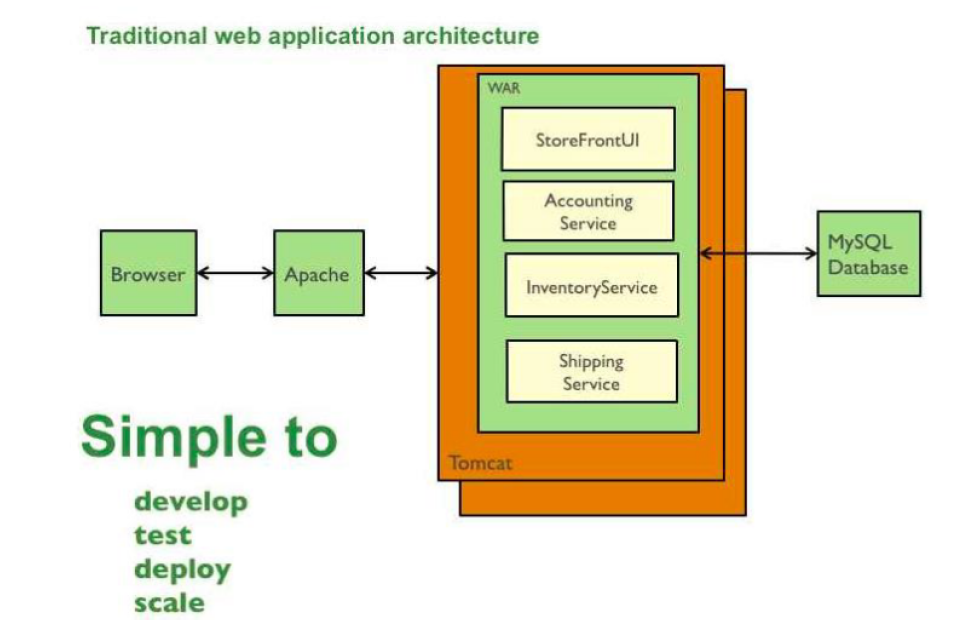 Traditional web application architecture
WAR
StoreFrontUI
Accounting
Service
InventoryService
Shipping
Service
Tomcat
Browser
Apache
MySQL
Database
Simple to
develop
test
deploy
scale